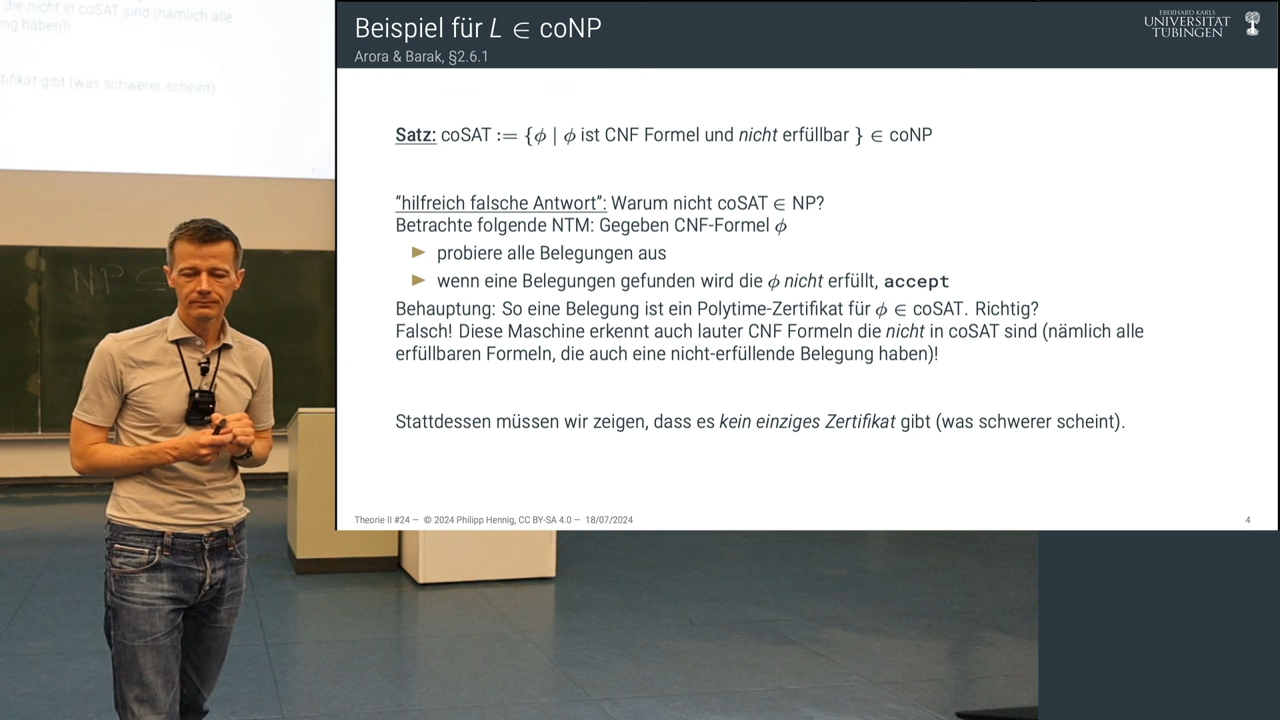 die nicht in coSAT sind (nämlich alle
ng haben)!
tifikat gibt (was schwerer scheint)
NP ⊆
Beispiel für L ∈ coNP
Arora & Barak, §2.6.1
EBERHARD KARLS
UNIVERSITÄT
TÜBINGEN
Satz: coSAT := {ϕ | ϕ ist CNF Formel und nicht erfüllbar } ∈ coNP
“hilfreich falsche Antwort”: Warum nicht coSAT ∈ NP?
Betrachte folgende NTM: Gegeben CNF-Formel ϕ
► probiere alle Belegungen aus
► wenn eine Belegungen gefunden wird die ϕ nicht erfüllt, accept
Behauptung: So eine Belegung ist ein Polytime-Zertifikat für ϕ ∈ coSAT. Richtig?
Falsch! Diese Maschine erkennt auch lauter CNF Formeln die nicht in coSAT sind (nämlich alle
erfüllbaren Formeln, die auch eine nicht-erfüllende Belegung haben)!
Stattdessen müssen wir zeigen, dass es kein einziges Zertifikat gibt (was schwerer scheint).
Theorie II #24 — © 2024 Philipp Hennig, CC BY-SA 4.0 — 18/07/2024
4